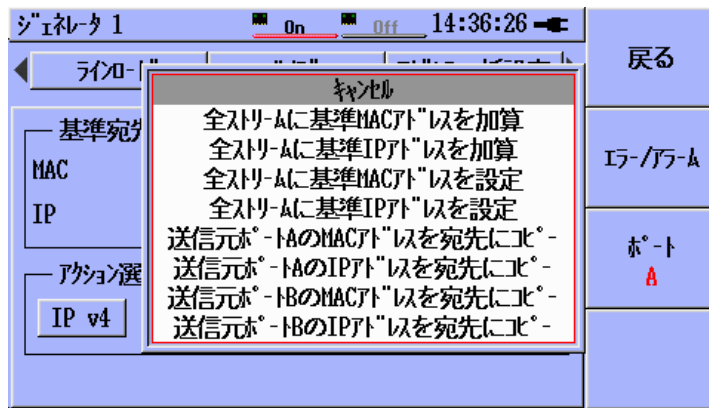 ジェネレータ 1 On Off 14:36:26
戻る
ラインロード
キャンセル
全ストリームに基準MACアドレスを加算
全ストリームに基準IPアドレスを加算
全ストリームに基準MACアドレスを設定
全ストリームに基準IPアドレスを設定
送信元ポートAのMACアドレスを宛先にコピー
送信元ポートAのIPアドレスを宛先にコピー
送信元ポートBのMACアドレスを宛先にコピー
送信元ポートBのIPアドレスを宛先にコピー
基準宛先
MAC
IP
アクション選
IP v4
エラー/アラーム
ポート
A